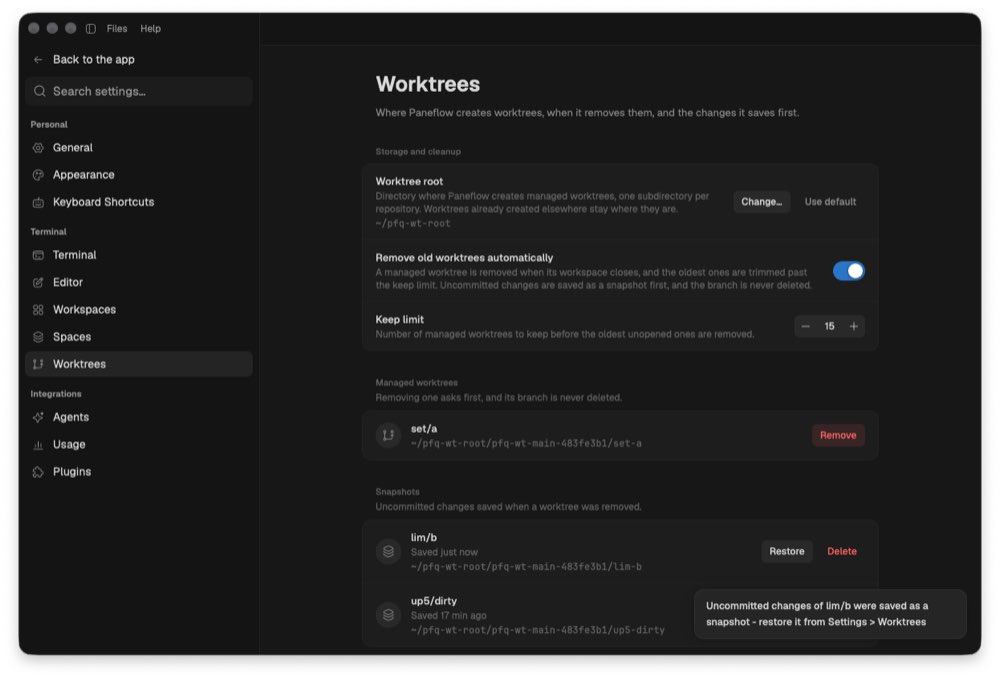 Files Help
Back to the app
Search settings...
Personal
General
Appearance
Keyboard Shortcuts
Terminal
Terminal
Editor
Workspaces
Spaces
Worktrees
Integrations
Agents
Usage
Plugins
Worktrees
Where Paneflow creates worktrees, when it removes them, and the changes it saves first.
Storage and cleanup
Worktree root
Directory where Paneflow creates managed worktrees, one subdirectory per
repository. Worktrees already created elsewhere stay where they are.
~/pfq-wt-root
Change...
Use default
Remove old worktrees automatically
A managed worktree is removed when its workspace closes, and the oldest ones are trimmed past
the keep limit. Uncommitted changes are saved as a snapshot first, and the branch is never deleted.
Keep limit
Number of managed worktrees to keep before the oldest unopened ones are removed.
− 15 +
Managed worktrees
Removing one asks first, and its branch is never deleted.
set/a
~/pfq-wt-root/pfq-wt-main-483fe3b1/set-a
Remove
Snapshots
Uncommitted changes saved when a worktree was removed.
lim/b
Saved just now
~/pfq-wt-root/pfq-wt-main-483fe3b1/lim-b
Restore
Delete
up5/dirty
Saved 17 min ago
~/pfq-wt-root/pfq-wt-main-483fe3b1/up5-dirty
Uncommitted changes of lim/b were saved as a
snapshot - restore it from Settings > Worktrees